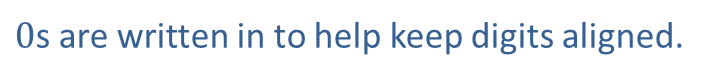 0s are written in to help keep digits aligned.